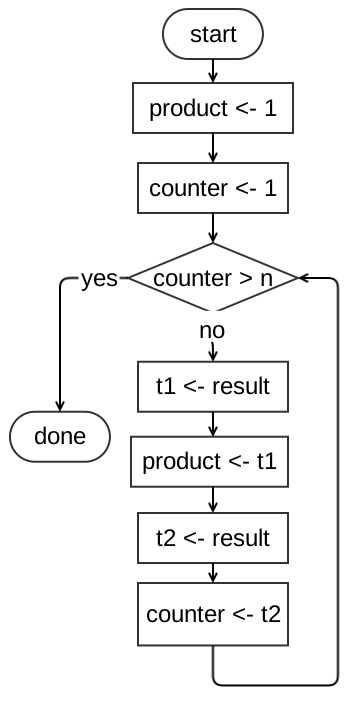 start
product <- 1
counter <- 1
counter > n
yes
no
t1 <- result
done
product <- t1
t2 <- result
counter <- t2